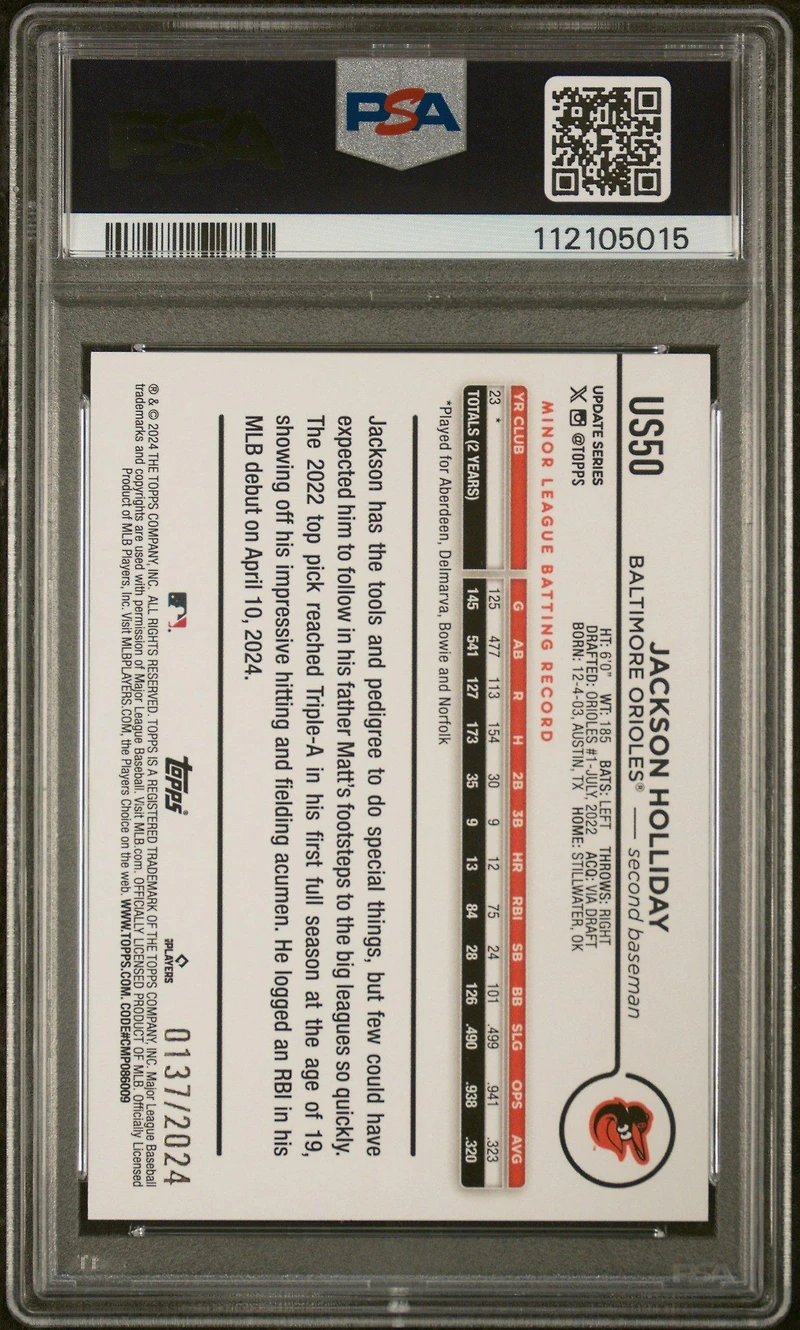 PSA
PSA
112105015
US50
JACKSON HOLLIDAY
BALTIMORE ORIOLES® — second baseman
UPDATE SERIES
X @TOPPS
HT: 6'0" WT: 185 BATS: LEFT THROWS: RIGHT
DRAFTED: ORIOLES #1-JULY, 2022 ACQ: VIA DRAFT
BORN: 12-4-03, AUSTIN, TX HOME: STILLWATER, OK
MINOR LEAGUE BATTING RECORD
YR CLUB G AB R H 2B 3B HR RBI SB BB SLG OPS AVG
23 * 125 477 113 154 30 9 12 75 24 101 .499 .941 .323
TOTALS (2 YEARS) 145 541 127 173 35 9 13 84 28 126 .490 .938 .320
*Played for Aberdeen, Delmarva, Bowie and Norfolk
Jackson has the tools and pedigree to do special things, but few could have
expected him to follow in his father Matt's footsteps to the big leagues so quickly.
The 2022 top pick reached Triple-A in his first full season at the age of 19,
showing off his impressive hitting and fielding acumen. He logged an RBI in his
MLB debut on April 10, 2024.
topps®
PLAYERS
0137/2024
® & © 2024 THE TOPPS COMPANY, INC. ALL RIGHTS RESERVED. TOPPS IS A REGISTERED TRADEMARK OF THE TOPPS COMPANY, INC. Major League Baseball
trademarks and copyrights are used with permission of Major League Baseball. Visit MLB.com. OFFICIALLY LICENSED PRODUCT OF MLB. Officially Licensed
Product of MLB Players, Inc. Visit MLBPLAYERS.COM, the Players Choice on the web. WWW.TOPPS.COM. CODE#CMP086009
PSA